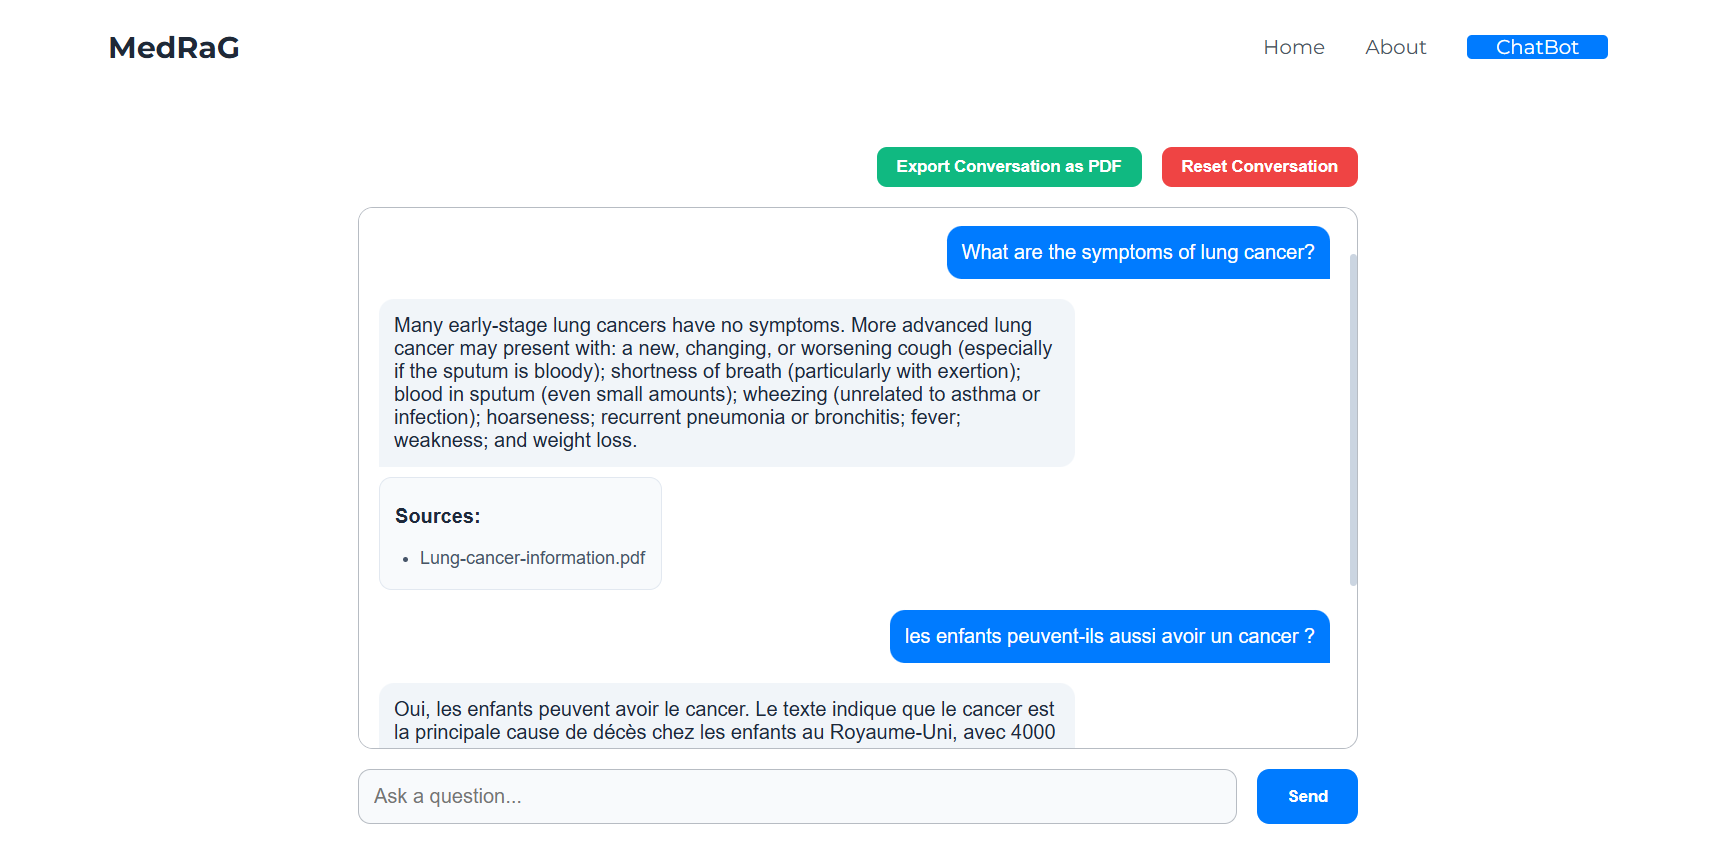 MedRaG
Home
About
ChatBot
Export Conversation as PDF
Reset Conversation
What are the symptoms of lung cancer?
Many early-stage lung cancers have no symptoms. More advanced lung
cancer may present with: a new, changing, or worsening cough (especially
if the sputum is bloody); shortness of breath (particularly with exertion);
blood in sputum (even small amounts); wheezing (unrelated to asthma or
infection); hoarseness; recurrent pneumonia or bronchitis; fever;
weakness; and weight loss.
Sources:
• Lung-cancer-information.pdf
les enfants peuvent-ils aussi avoir un cancer ?
Oui, les enfants peuvent avoir le cancer. Le texte indique que le cancer est
la principale cause de décès chez les enfants au Royaume-Uni, avec 4000
Ask a question...
Send